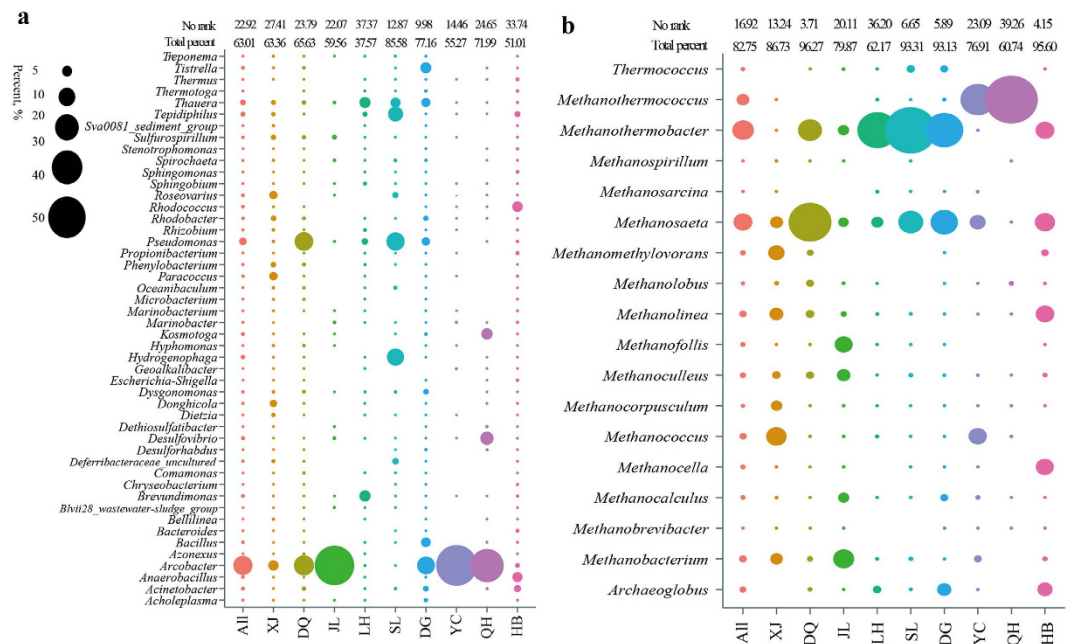 a
No rank 22.92 27.41 23.79 22.07 37.37 12.87 9.98 14.46 24.65 33.74
Total percent 63.01 63.36 65.63 59.56 37.57 85.58 77.16 55.27 71.99 51.01
Percent, %
5
10
20
30
40
50
Treponema
Tistrella
Thermus
Thermotoga
Thauera
Tepidiphilus
Sva0081_sediment_group
Sulfurospirillum
Stenotrophomonas
Spirochaeta
Sphingomonas
Sphingobium
Roseovarius
Rhodococcus
Rhodobacter
Rhizobium
Pseudomonas
Propionibacterium
Phenylobacterium
Paracoccus
Oceanibaculum
Microbacterium
Marinobacterium
Marinobacter
Kosmotoga
Hyphomonas
Hydrogenophaga
Geoalkalibacter
Escherichia-Shigella
Dysgonomonas
Donghicola
Dietzia
Dethiosulfatibacter
Desulfovibrio
Desulforhabdus
Deferribacteraceae_uncultured
Comamonas
Chryseobacterium
Brevundimonas
Blvii28_wastewater-sludge_group
Bellilinea
Bacteroides
Bacillus
Azonexus
Arcobacter
Anaerobacillus
Acinetobacter
Acholeplasma
All XJ DQ JL LH SL DG YC QH HB
b
No rank 16.92 13.24 3.71 20.11 36.20 6.65 5.89 23.09 39.26 4.15
Total percent 82.75 86.73 96.27 79.87 62.17 93.31 93.13 76.91 60.74 95.60
Thermococcus
Methanothermococcus
Methanothermobacter
Methanospirillum
Methanosarcina
Methanosaeta
Methanomethylovorans
Methanolobus
Methanolinea
Methanofollis
Methanoculleus
Methanocorpusculum
Methanococcus
Methanocella
Methanocalculus
Methanobrevibacter
Methanobacterium
Archaeoglobus
All XJ DQ JL LH SL DG YC QH HB